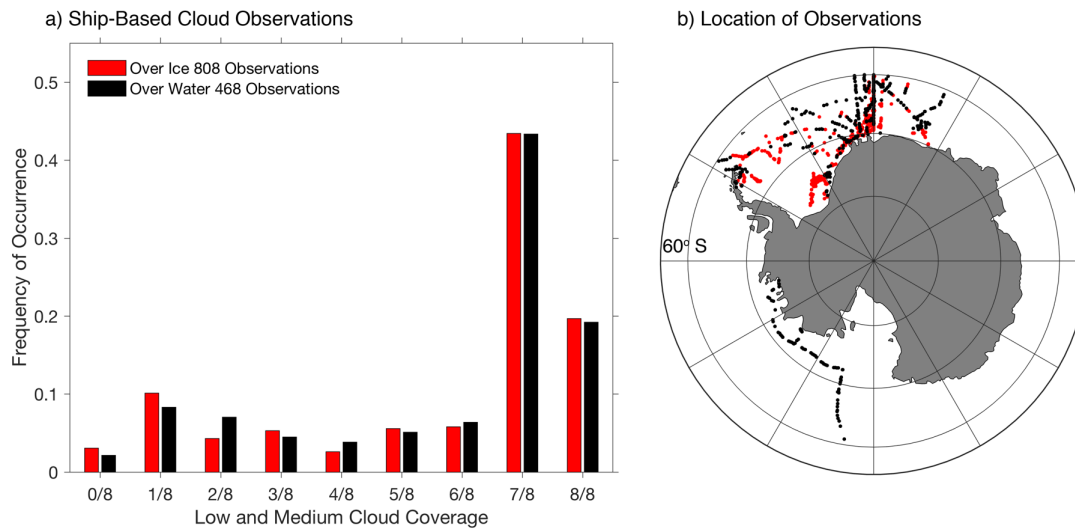 a) Ship-Based Cloud Observations
b) Location of Observations
Over Ice 808 Observations
Over Water 468 Observations
0.5
0.4
0.3
0.2
0.1
0
Frequency of Occurrence
0/8 1/8 2/8 3/8 4/8 5/8 6/8 7/8 8/8
Low and Medium Cloud Coverage
60° S